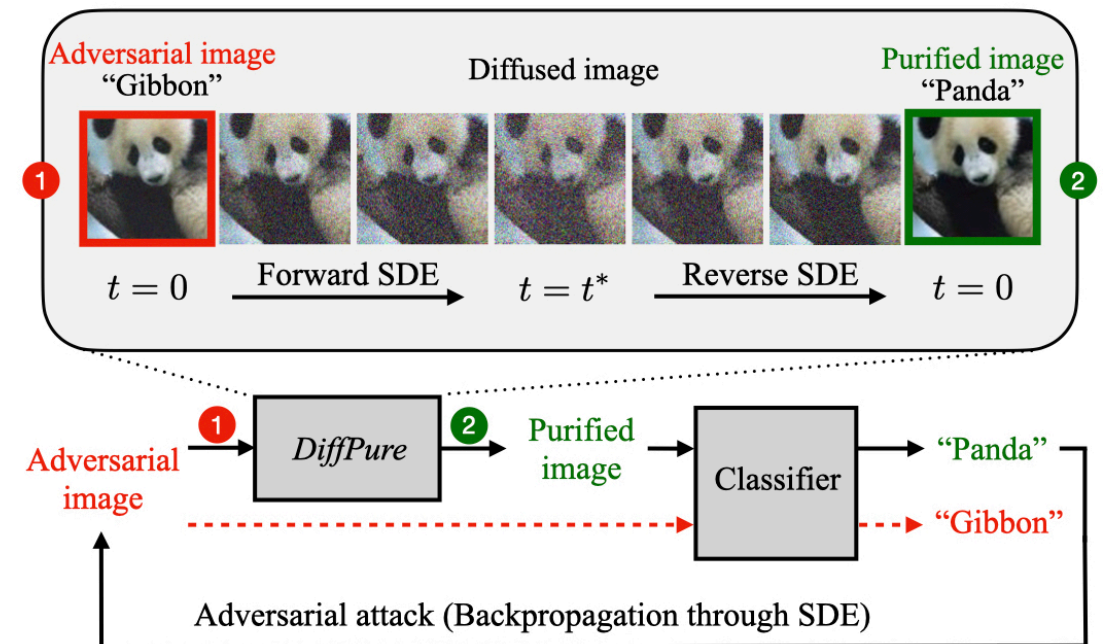 Adversarial image
“Gibbon”
Diffused image
Purified image
“Panda”
1
2
t = 0
Forward SDE
t = t*
Reverse SDE
t = 0
1
DiffPure
2
Purified
image
Adversarial
image
Classifier
“Panda”
“Gibbon”
Adversarial attack (Backpropagation through SDE)